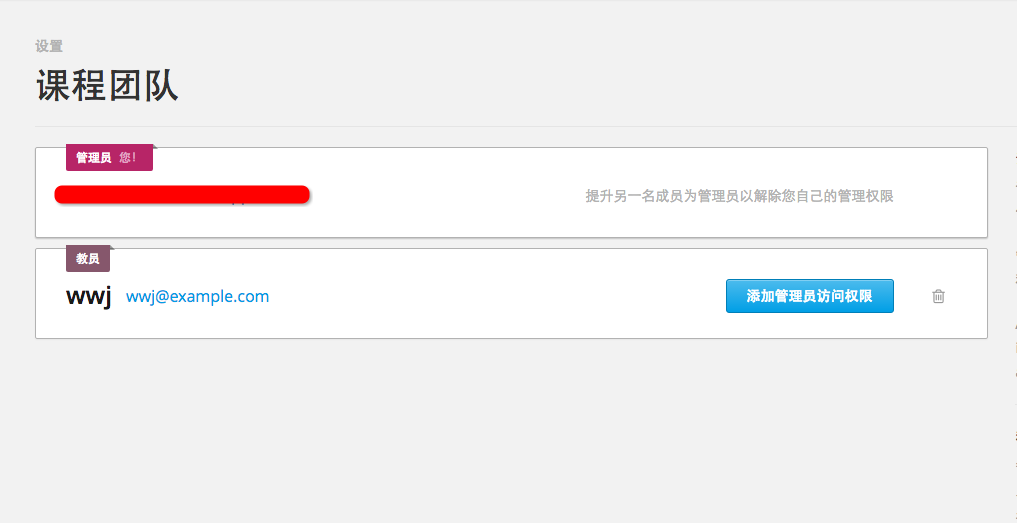 设置
课程团队
管理员 您!
提升另一名成员为管理员以解除您自己的管理权限
教员
wwj wwj@example.com
添加管理员访问权限